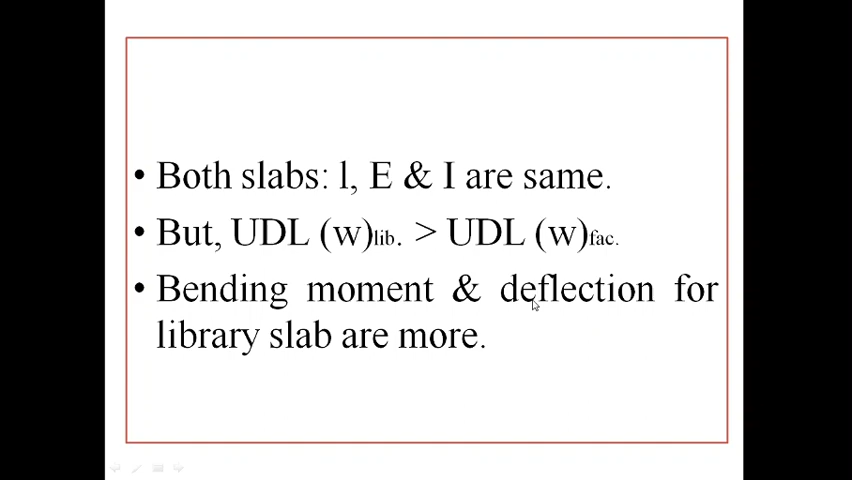 • Both slabs: l, E & I are same.
• But, UDL (w)lib. > UDL (w)fac.
• Bending moment & deflection for
library slab are more.